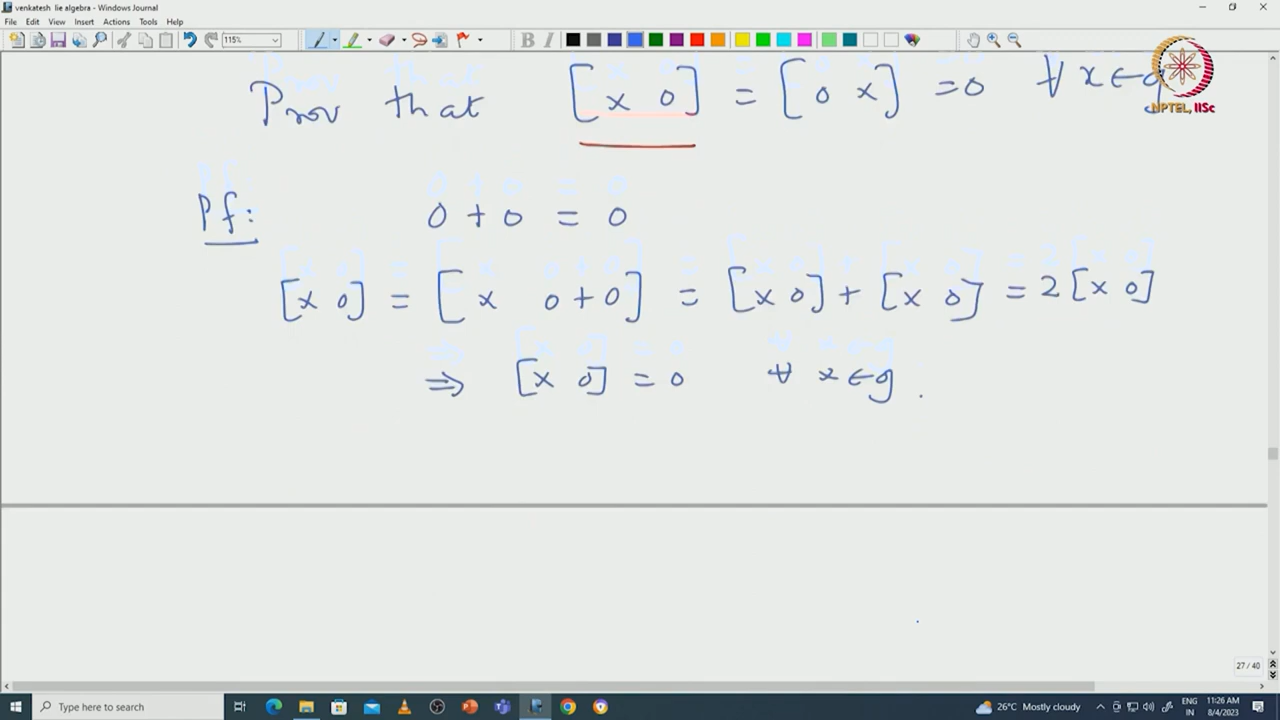 venkatesh lie algebra - Windows Journal
File Edit View Insert Actions Tools Help
115%
B I
Prov that [x 0] = [0 x] = 0 ∀ x ∈ g
NPTEL, IISc
Pf: 0 + 0 = 0
[x 0] = [x 0+0] = [x 0] + [x 0] = 2 [x 0]
⇒ [x 0] = 0 ∀ x ∈ g.
27 / 40
Type here to search
26°C Mostly cloudy
ENG
IN
11:26 AM
8/4/2023